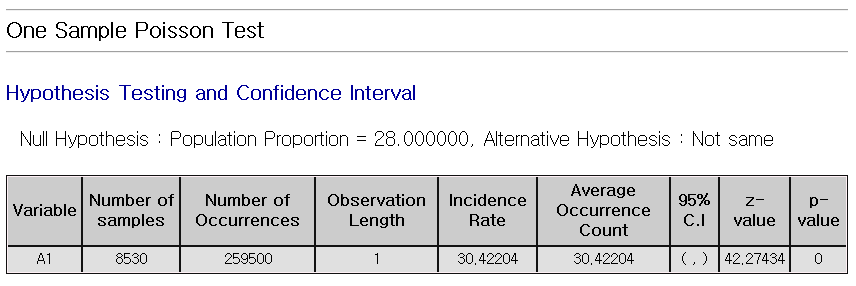 One Sample Poisson Test
Hypothesis Testing and Confidence Interval
Null Hypothesis : Population Proportion = 28.000000, Alternative Hypothesis : Not same
Variable Number of samples Number of Occurrences Observation Length Incidence Rate Average Occurrence Count 95% C.I z-value p-value
A1 8530 259500 1 30.42204 30.42204 ( , ) 42.27434 0